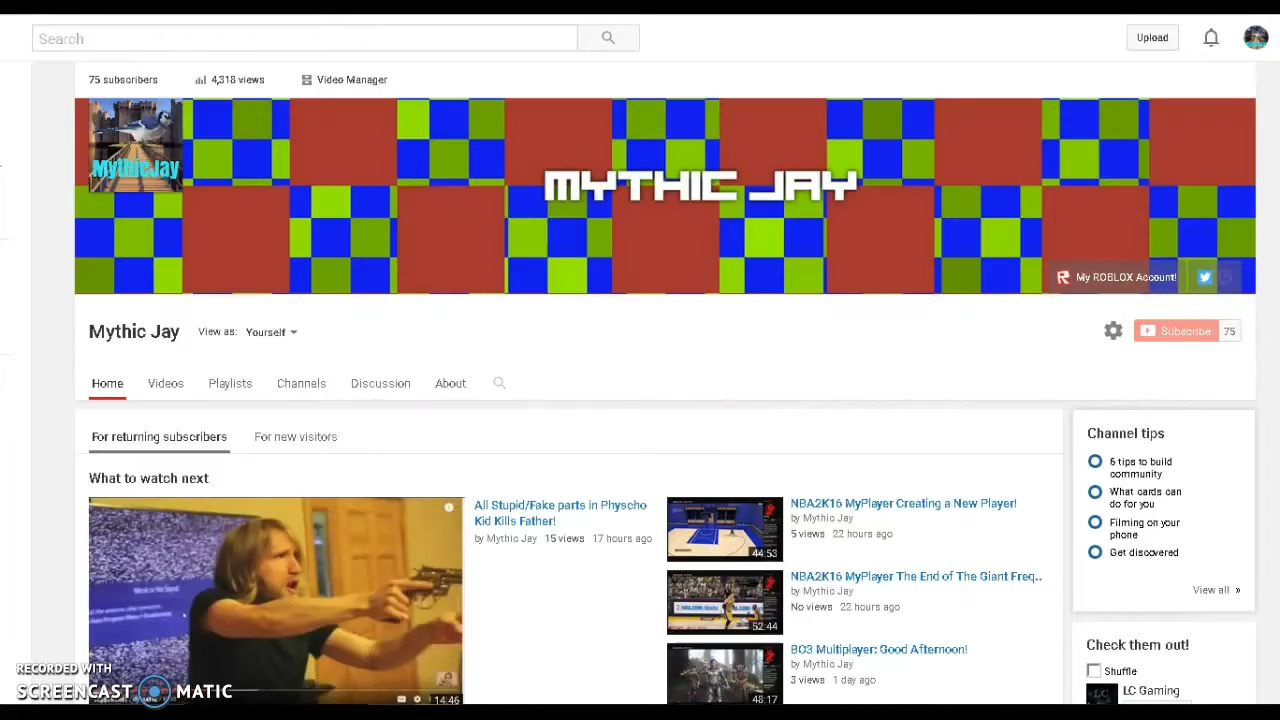 Search
Upload
75 subscribers 4,318 views Video Manager
MythicJay
MYTHIC JAY
My ROBLOX Account!
Mythic Jay View as: Yourself
Subscribe 75
Home Videos Playlists Channels Discussion About
For returning subscribers For new visitors
What to watch next
All Stupid/Fake parts in Physcho
Kid Kills Father!
by Mythic Jay 15 views 17 hours ago
14:46
NBA2K16 MyPlayer Creating a New Player!
by Mythic Jay
5 views 22 hours ago
44:53
NBA2K16 MyPlayer The End of The Giant Freq..
by Mythic Jay
No views 22 hours ago
52:44
BO3 Multiplayer: Good Afternoon!
by Mythic Jay
3 views 1 day ago
48:17
Channel tips
6 tips to build
community
What cards can
do for you
Filming on your
phone
Get discovered
View all »
Check them out!
Shuffle
LC Gaming
RECORDED WITH
SCREENCAST MATIC